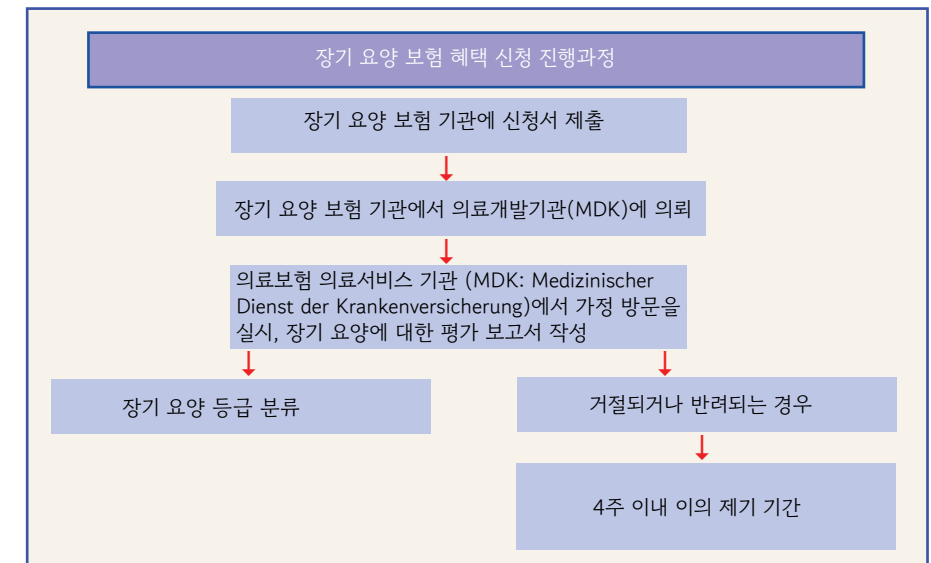 장기 요양 보험 혜택 신청 진행과정
장기 요양 보험 기관에 신청서 제출
장기 요양 보험 기관에서 의료개발기관(MDK)에 의뢰
의료보험 의료서비스 기관 (MDK: Medizinischer
Dienst der Krankenversicherung)에서 가정 방문을
실시, 장기 요양에 대한 평가 보고서 작성
장기 요양 등급 분류
거절되거나 반려되는 경우
4주 이내 이의 제기 기간